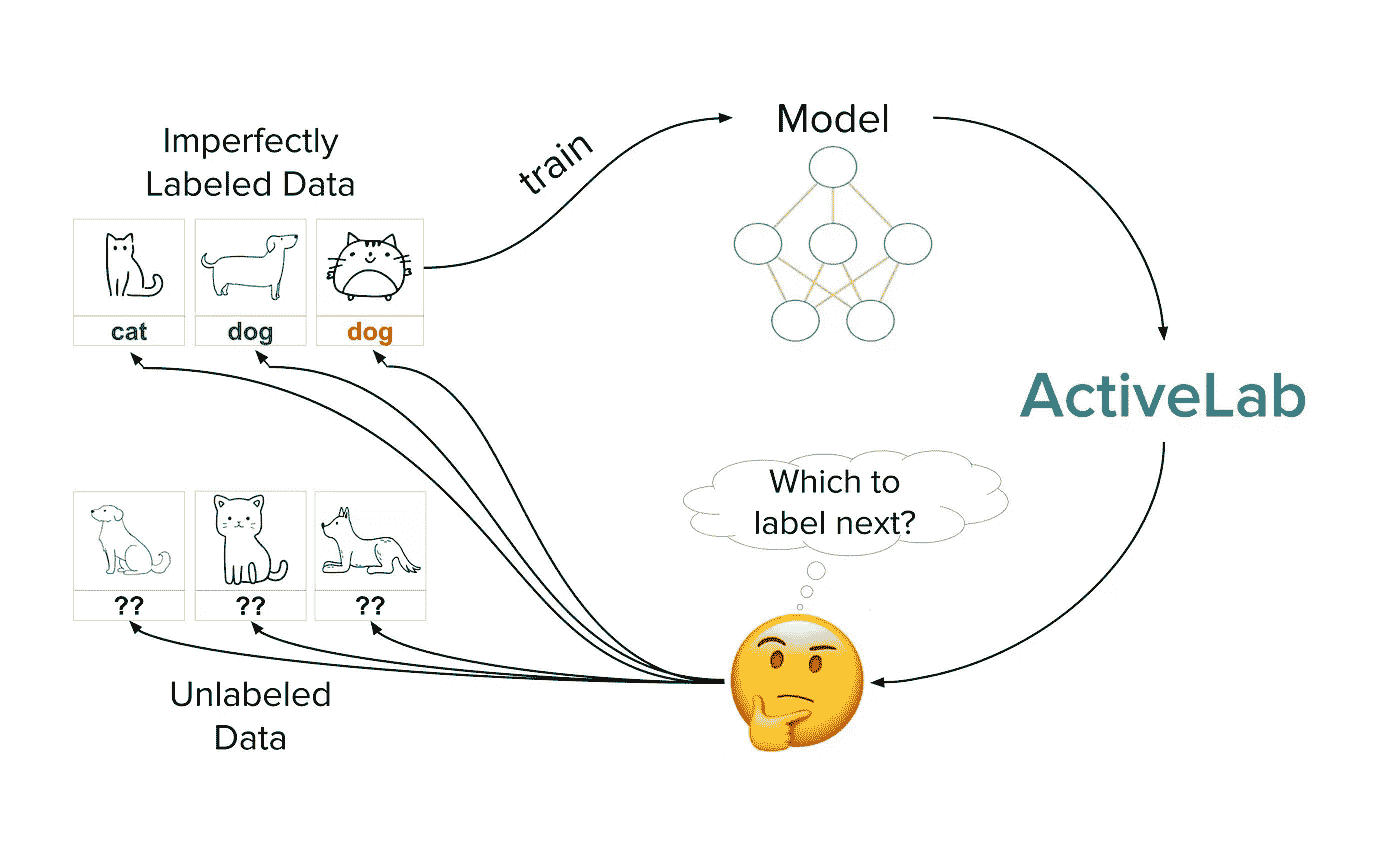 Imperfectly
Labeled Data
cat
dog
dog
train
Model
ActiveLab
Which to
label next?
??
??
??
Unlabeled
Data